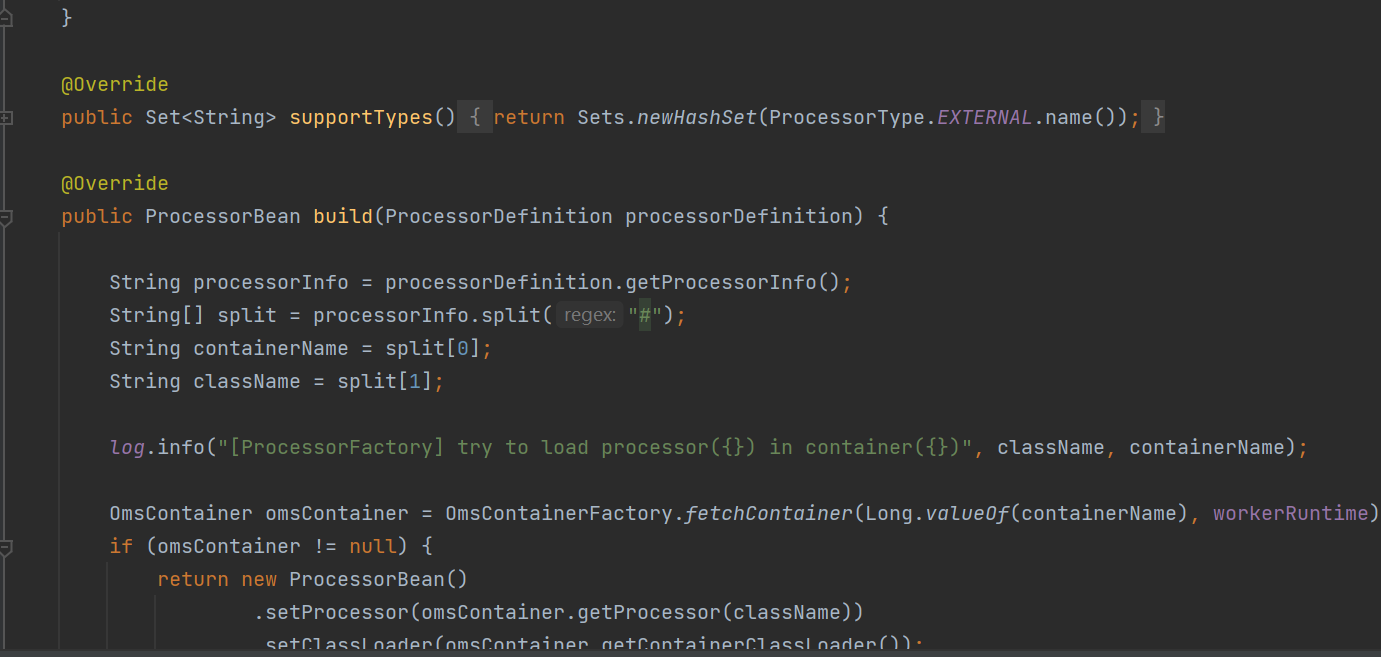 }
@Override
public Set<String> supportTypes() { return Sets.newHashSet(ProcessorType.EXTERNAL.name()); }
@Override
public ProcessorBean build(ProcessorDefinition processorDefinition) {
String processorInfo = processorDefinition.getProcessorInfo();
String[] split = processorInfo.split( regex: "#");
String containerName = split[0];
String className = split[1];
log.info("[ProcessorFactory] try to load processor({}) in container({})", className, containerName);
OmsContainer omsContainer = OmsContainerFactory.fetchContainer(Long.valueOf(containerName), workerRuntime)
if (omsContainer != null) {
return new ProcessorBean()
.setProcessor(omsContainer.getProcessor(className))
.setClassLoader(omsContainer.getContainerClassLoader());